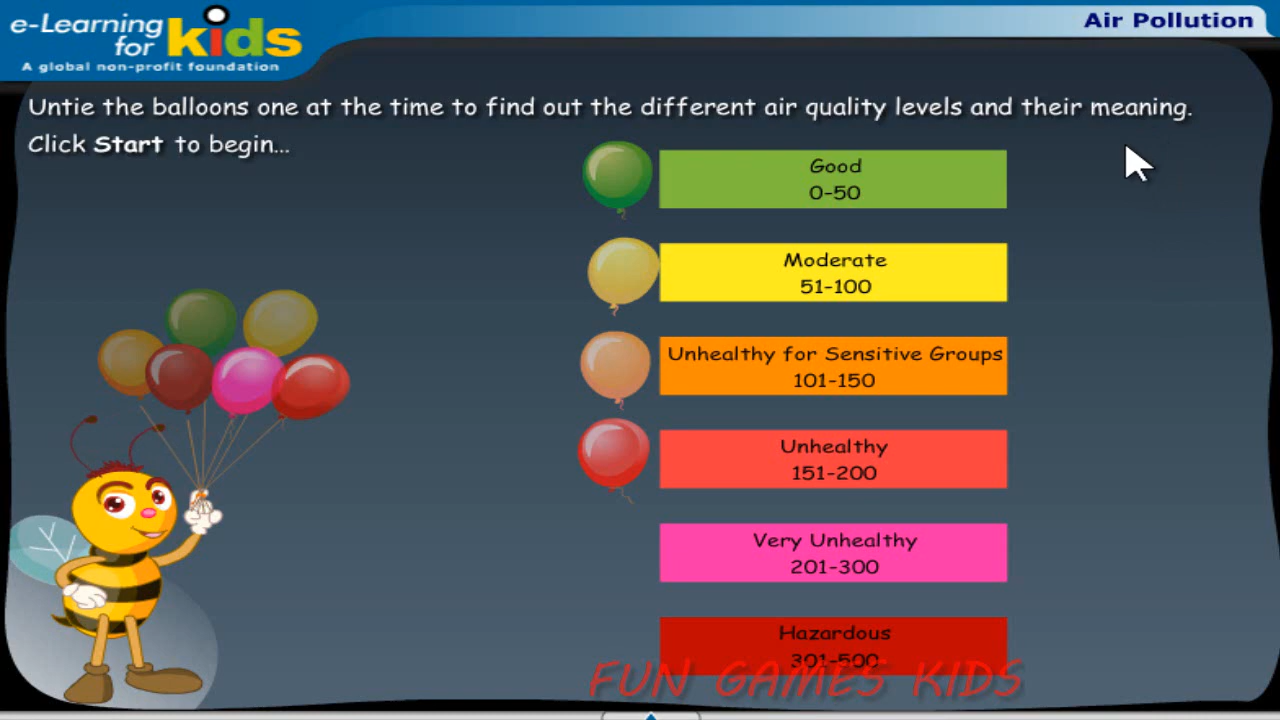 e-Learning
for kids
A global non-profit foundation
Air Pollution
Untie the balloons one at the time to find out the different air quality levels and their meaning.
Click Start to begin...
Good
0-50
Moderate
51-100
Unhealthy for Sensitive Groups
101-150
Unhealthy
151-200
Very Unhealthy
201-300
Hazardous
301-500
FUN GAMES KIDS